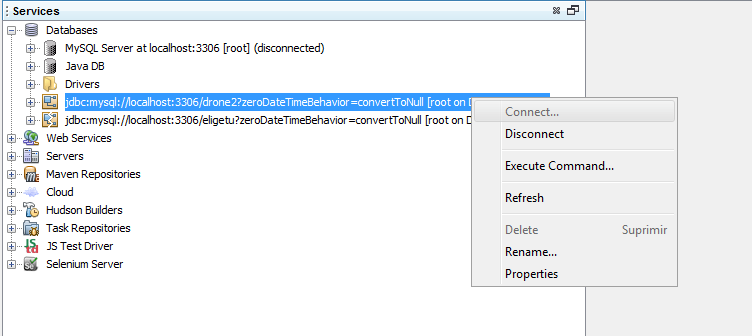 Services
Databases
MySQL Server at localhost:3306 [root] (disconnected)
Java DB
Drivers
jdbc:mysql://localhost:3306/drone2?zeroDateTimeBehavior=convertToNull [root on D
jdbc:mysql://localhost:3306/eligetu?zeroDateTimeBehavior=convertToNull [root on D
Web Services
Servers
Maven Repositories
Cloud
Hudson Builders
Task Repositories
JS Test Driver
Selenium Server
Connect...
Disconnect
Execute Command...
Refresh
Delete Suprimir
Rename...
Properties